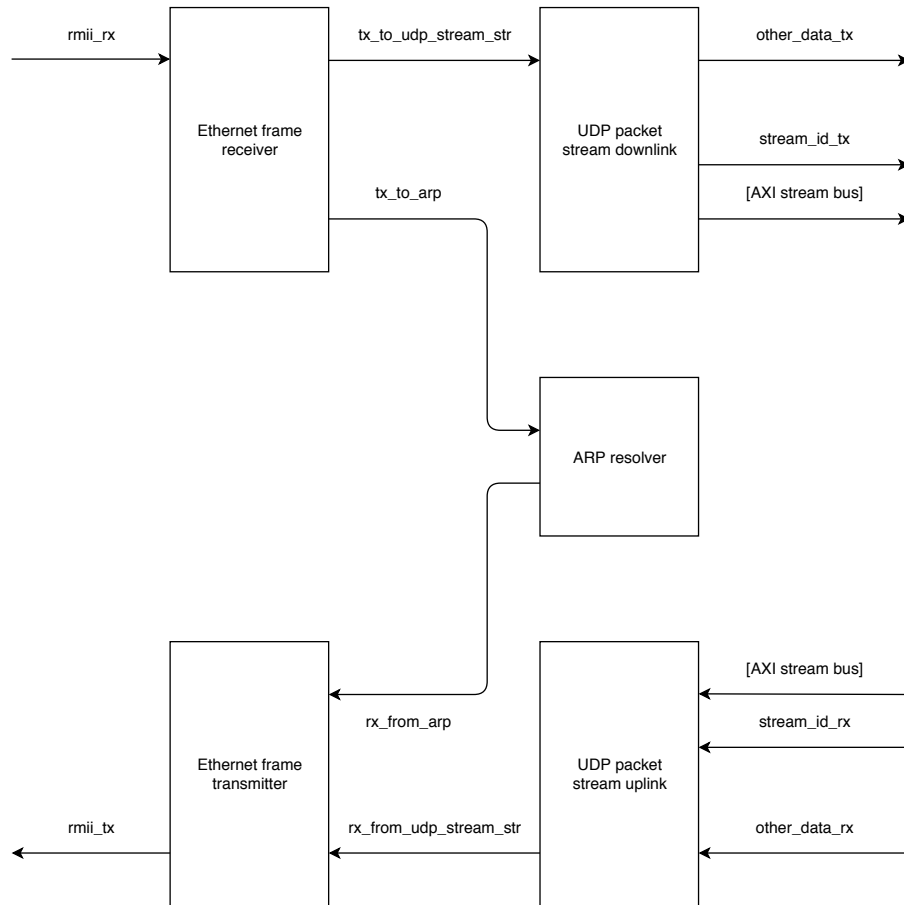 rmii_rx
tx_to_udp_stream_str
other_data_tx
Ethernet frame
receiver
UDP packet
stream downlink
stream_id_tx
tx_to_arp
[AXI stream bus]
ARP resolver
[AXI stream bus]
rx_from_arp
stream_id_rx
Ethernet frame
transmitter
UDP packet
stream uplink
rmii_tx
rx_from_udp_stream_str
other_data_rx